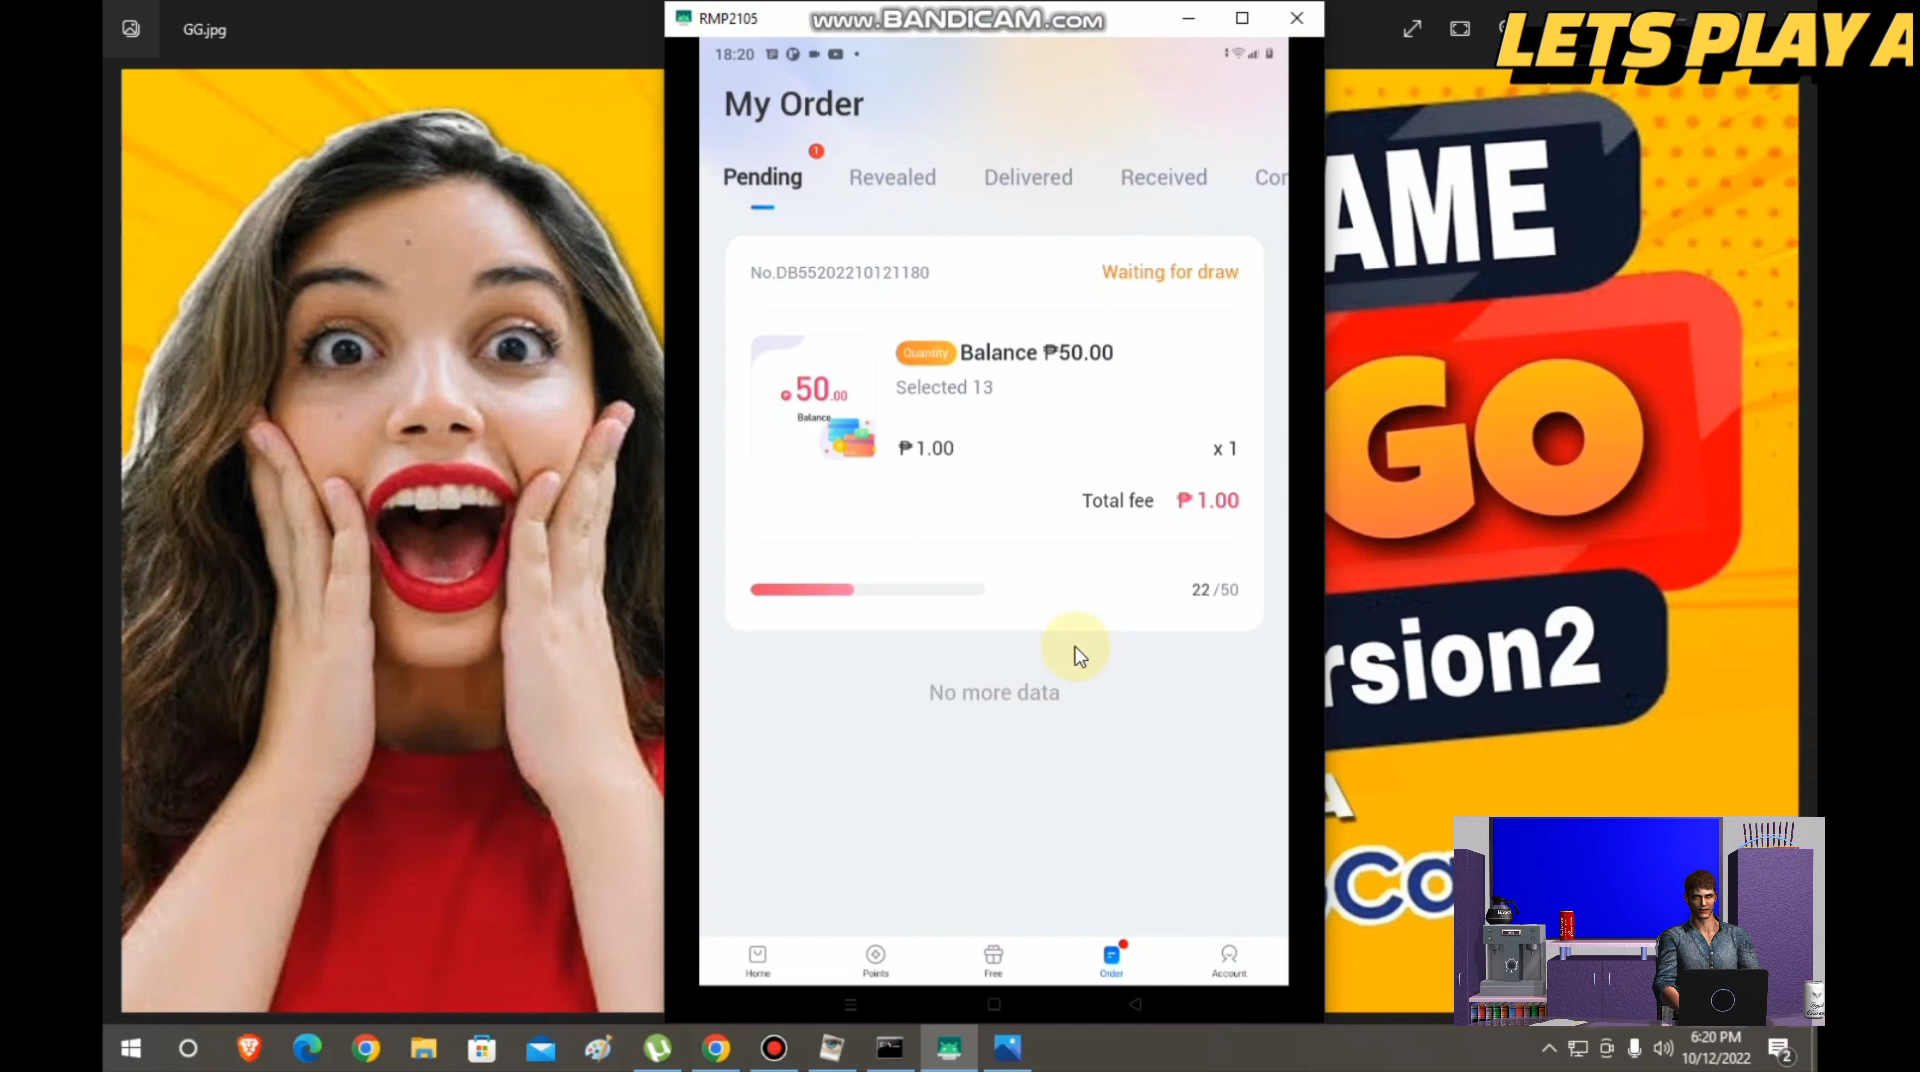 GG.jpg
RMP2105
www.BANDICAM.com
LETS PLAY A
18:20
My Order
1
Pending
Revealed
Delivered
Received
Con
No.DB55202210121180
Waiting for draw
50.00
Balance
Quantity
Balance ₱50.00
Selected 13
₱ 1.00
x 1
Total fee
₱ 1.00
22 /50
No more data
Home
Points
Free
Order
Account
AME
GO
rsion2
A
6:20 PM
10/12/2022
2